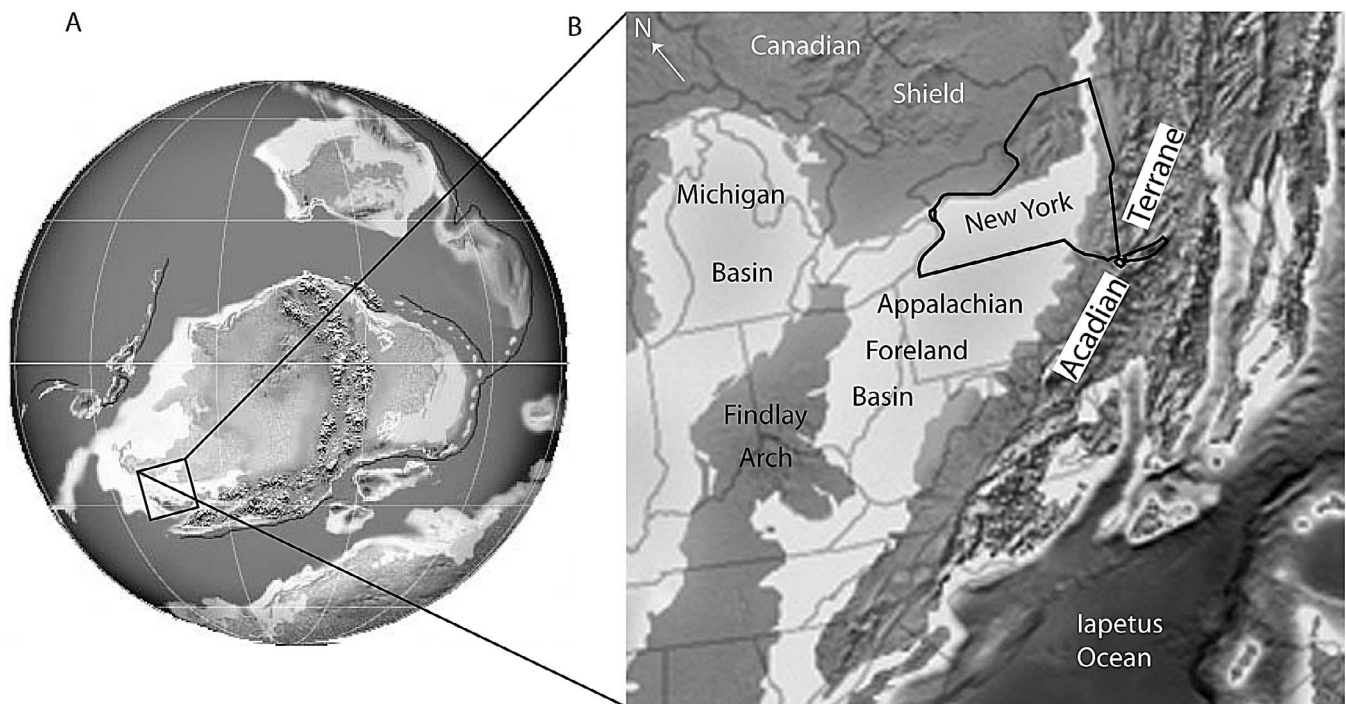 A
B
N
Canadian
Shield
Michigan
Basin
New York
Terrane
Acadian
Appalachian
Foreland
Basin
Findlay
Arch
Iapetus
Ocean